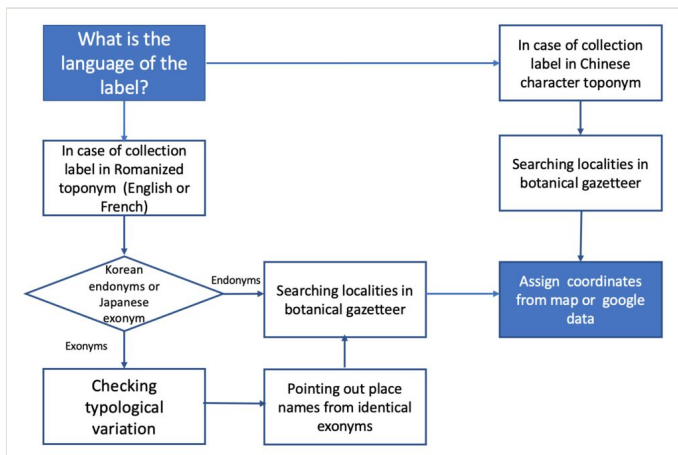 What is the
language of the
label?
In case of collection
label in Chinese
character toponym
In case of collection
label in Romanized
toponym (English or
French)
Searching localities in
botanical gazetteer
Korean
endonyms or
Japanese
exonym
Endonyms
Searching localities in
botanical gazetteer
Assign coordinates
from map or google
data
Exonyms
Checking
typological
variation
Pointing out place
names from identical
exonyms